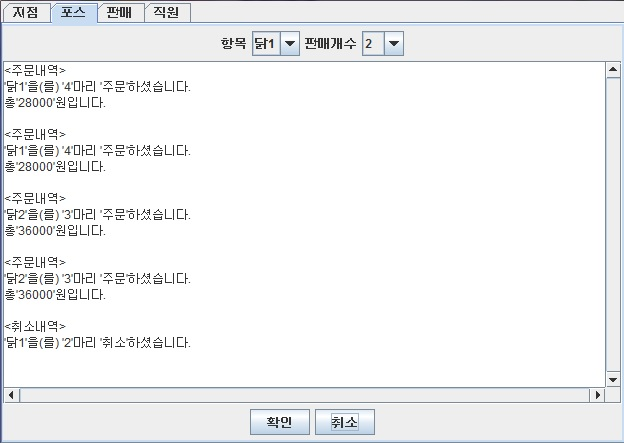 지점 포스 판매 직원
항목 닭1 판매개수 2
<주문내역>
'닭1'을(를) '4'마리 '주문'하셨습니다.
총'28000'원입니다.
<주문내역>
'닭1'을(를) '4'마리 '주문'하셨습니다.
총'28000'원입니다.
<주문내역>
'닭2'을(를) '3'마리 '주문'하셨습니다.
총'36000'원입니다.
<주문내역>
'닭2'을(를) '3'마리 '주문'하셨습니다.
총'36000'원입니다.
<취소내역>
'닭1'을(를) '2'마리 '취소'하셨습니다.
확인 취소